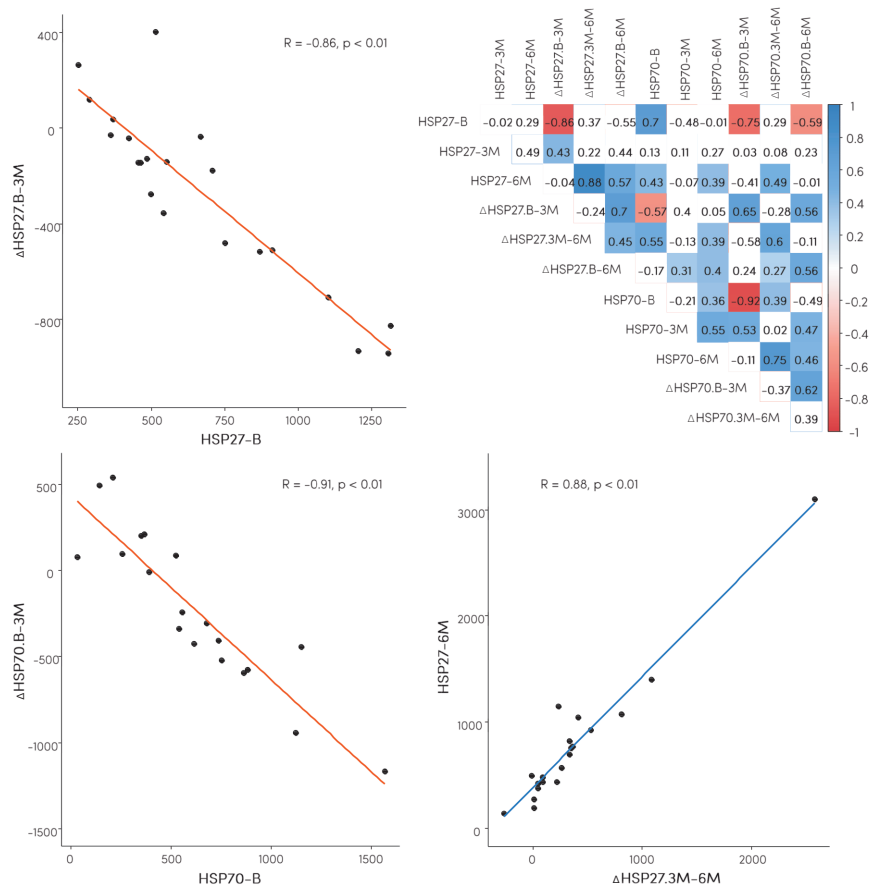 R = -0.86, p < 0.01
400
0
-400
-800
250
500
750
1000
1250
ΔHSP27.B-3M
HSP27-B
HSP27-3M
HSP27-6M
ΔHSP27.B-3M
ΔHSP27.3M-6M
ΔHSP27.B-6M
HSP70-B
HSP70-3M
HSP70-6M
ΔHSP70.B-3M
ΔHSP70.3M-6M
ΔHSP70.B-6M
HSP27-B -0.02 0.29 -0.86 0.37 -0.55 0.7 -0.48 -0.01 -0.75 0.29 -0.59
HSP27-3M 0.49 0.43 0.22 0.44 0.13 0.11 0.27 0.03 0.08 0.23
HSP27-6M -0.04 0.88 0.57 0.43 -0.07 0.39 -0.41 0.49 -0.01
ΔHSP27.B-3M -0.24 0.7 -0.57 0.4 0.05 0.65 -0.28 0.56
ΔHSP27.3M-6M 0.45 0.55 -0.13 0.39 -0.58 0.6 -0.11
ΔHSP27.B-6M -0.17 0.31 0.4 0.24 0.27 0.56
HSP70-B -0.21 0.36 -0.92 0.39 -0.49
HSP70-3M 0.55 0.53 0.02 0.47
HSP70-6M -0.11 0.75 0.46
ΔHSP70.B-3M -0.37 0.62
ΔHSP70.3M-6M 0.39
1
0.8
0.6
0.4
0.2
0
-0.2
-0.4
-0.6
-0.8
-1
R = -0.91, p < 0.01
500
0
-500
-1000
-1500
0
500
1000
1500
ΔHSP70.B-3M
HSP70-B
R = 0.88, p < 0.01
3000
2000
1000
0
0
1000
2000
HSP27-6M
ΔHSP27.3M-6M